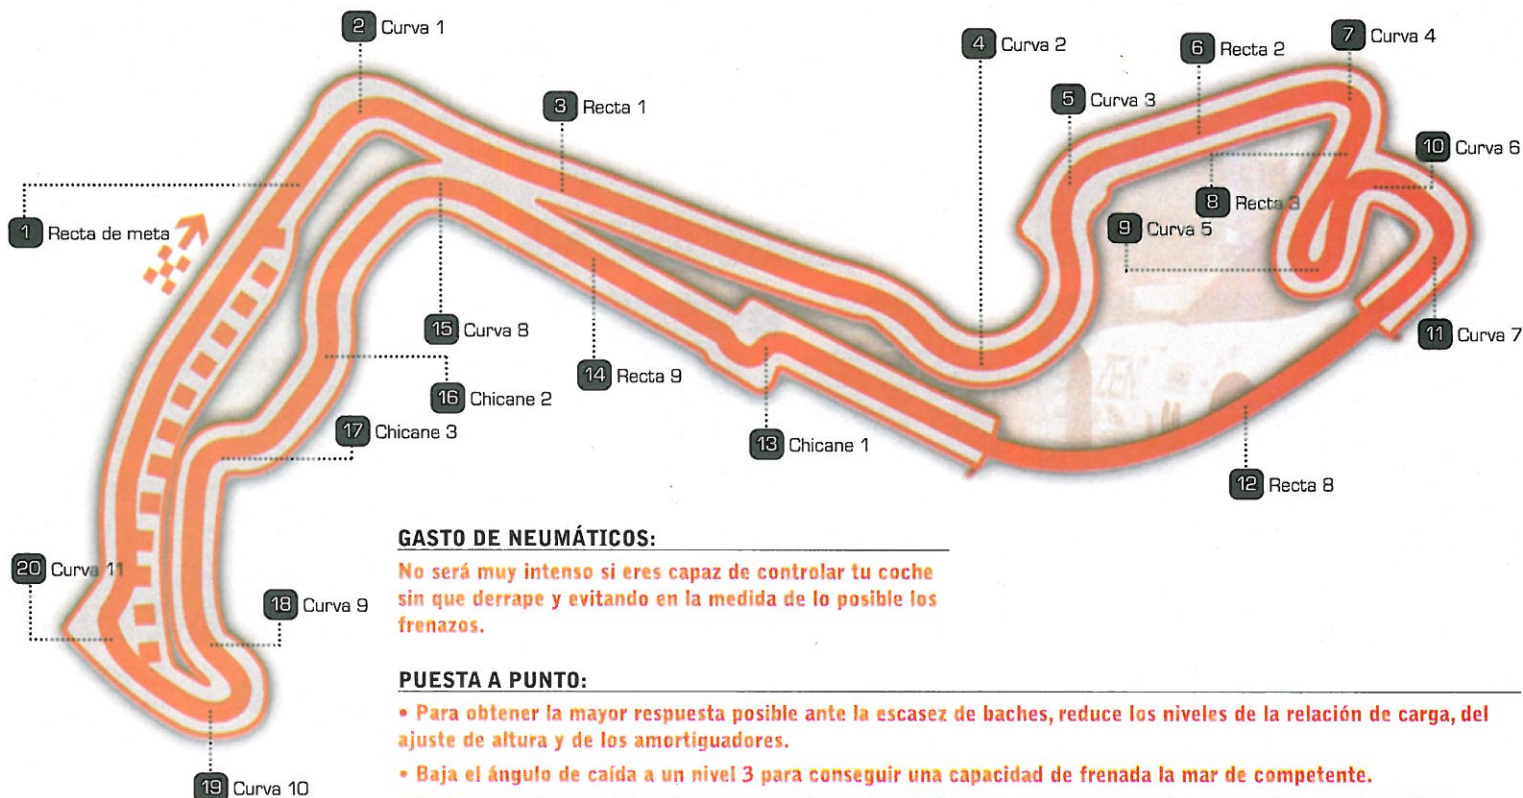 2 Curva 1
7 Curva 4
4 Curva 2
6 Recta 2
5 Curva 3
3 Recta 1
10 Curva 6
8 Recta 3
9 Curva 5
1 Recta de meta
15 Curva 8
11 Curva 7
14 Recta 9
16 Chicane 2
17 Chicane 3
13 Chicane 1
12 Recta 8
GASTO DE NEUMÁTICOS:
No será muy intenso si eres capaz de controlar tu coche
sin que derrape y evitando en la medida de lo posible los
frenazos.
20 Curva 11
18 Curva 9
PUESTA A PUNTO:
• Para obtener la mayor respuesta posible ante la escasez de baches, reduce los niveles de la relación de carga, del
ajuste de altura y de los amortiguadores.
• Baja el ángulo de caída a un nivel 3 para conseguir una capacidad de frenada la mar de competente.
19 Curva 10